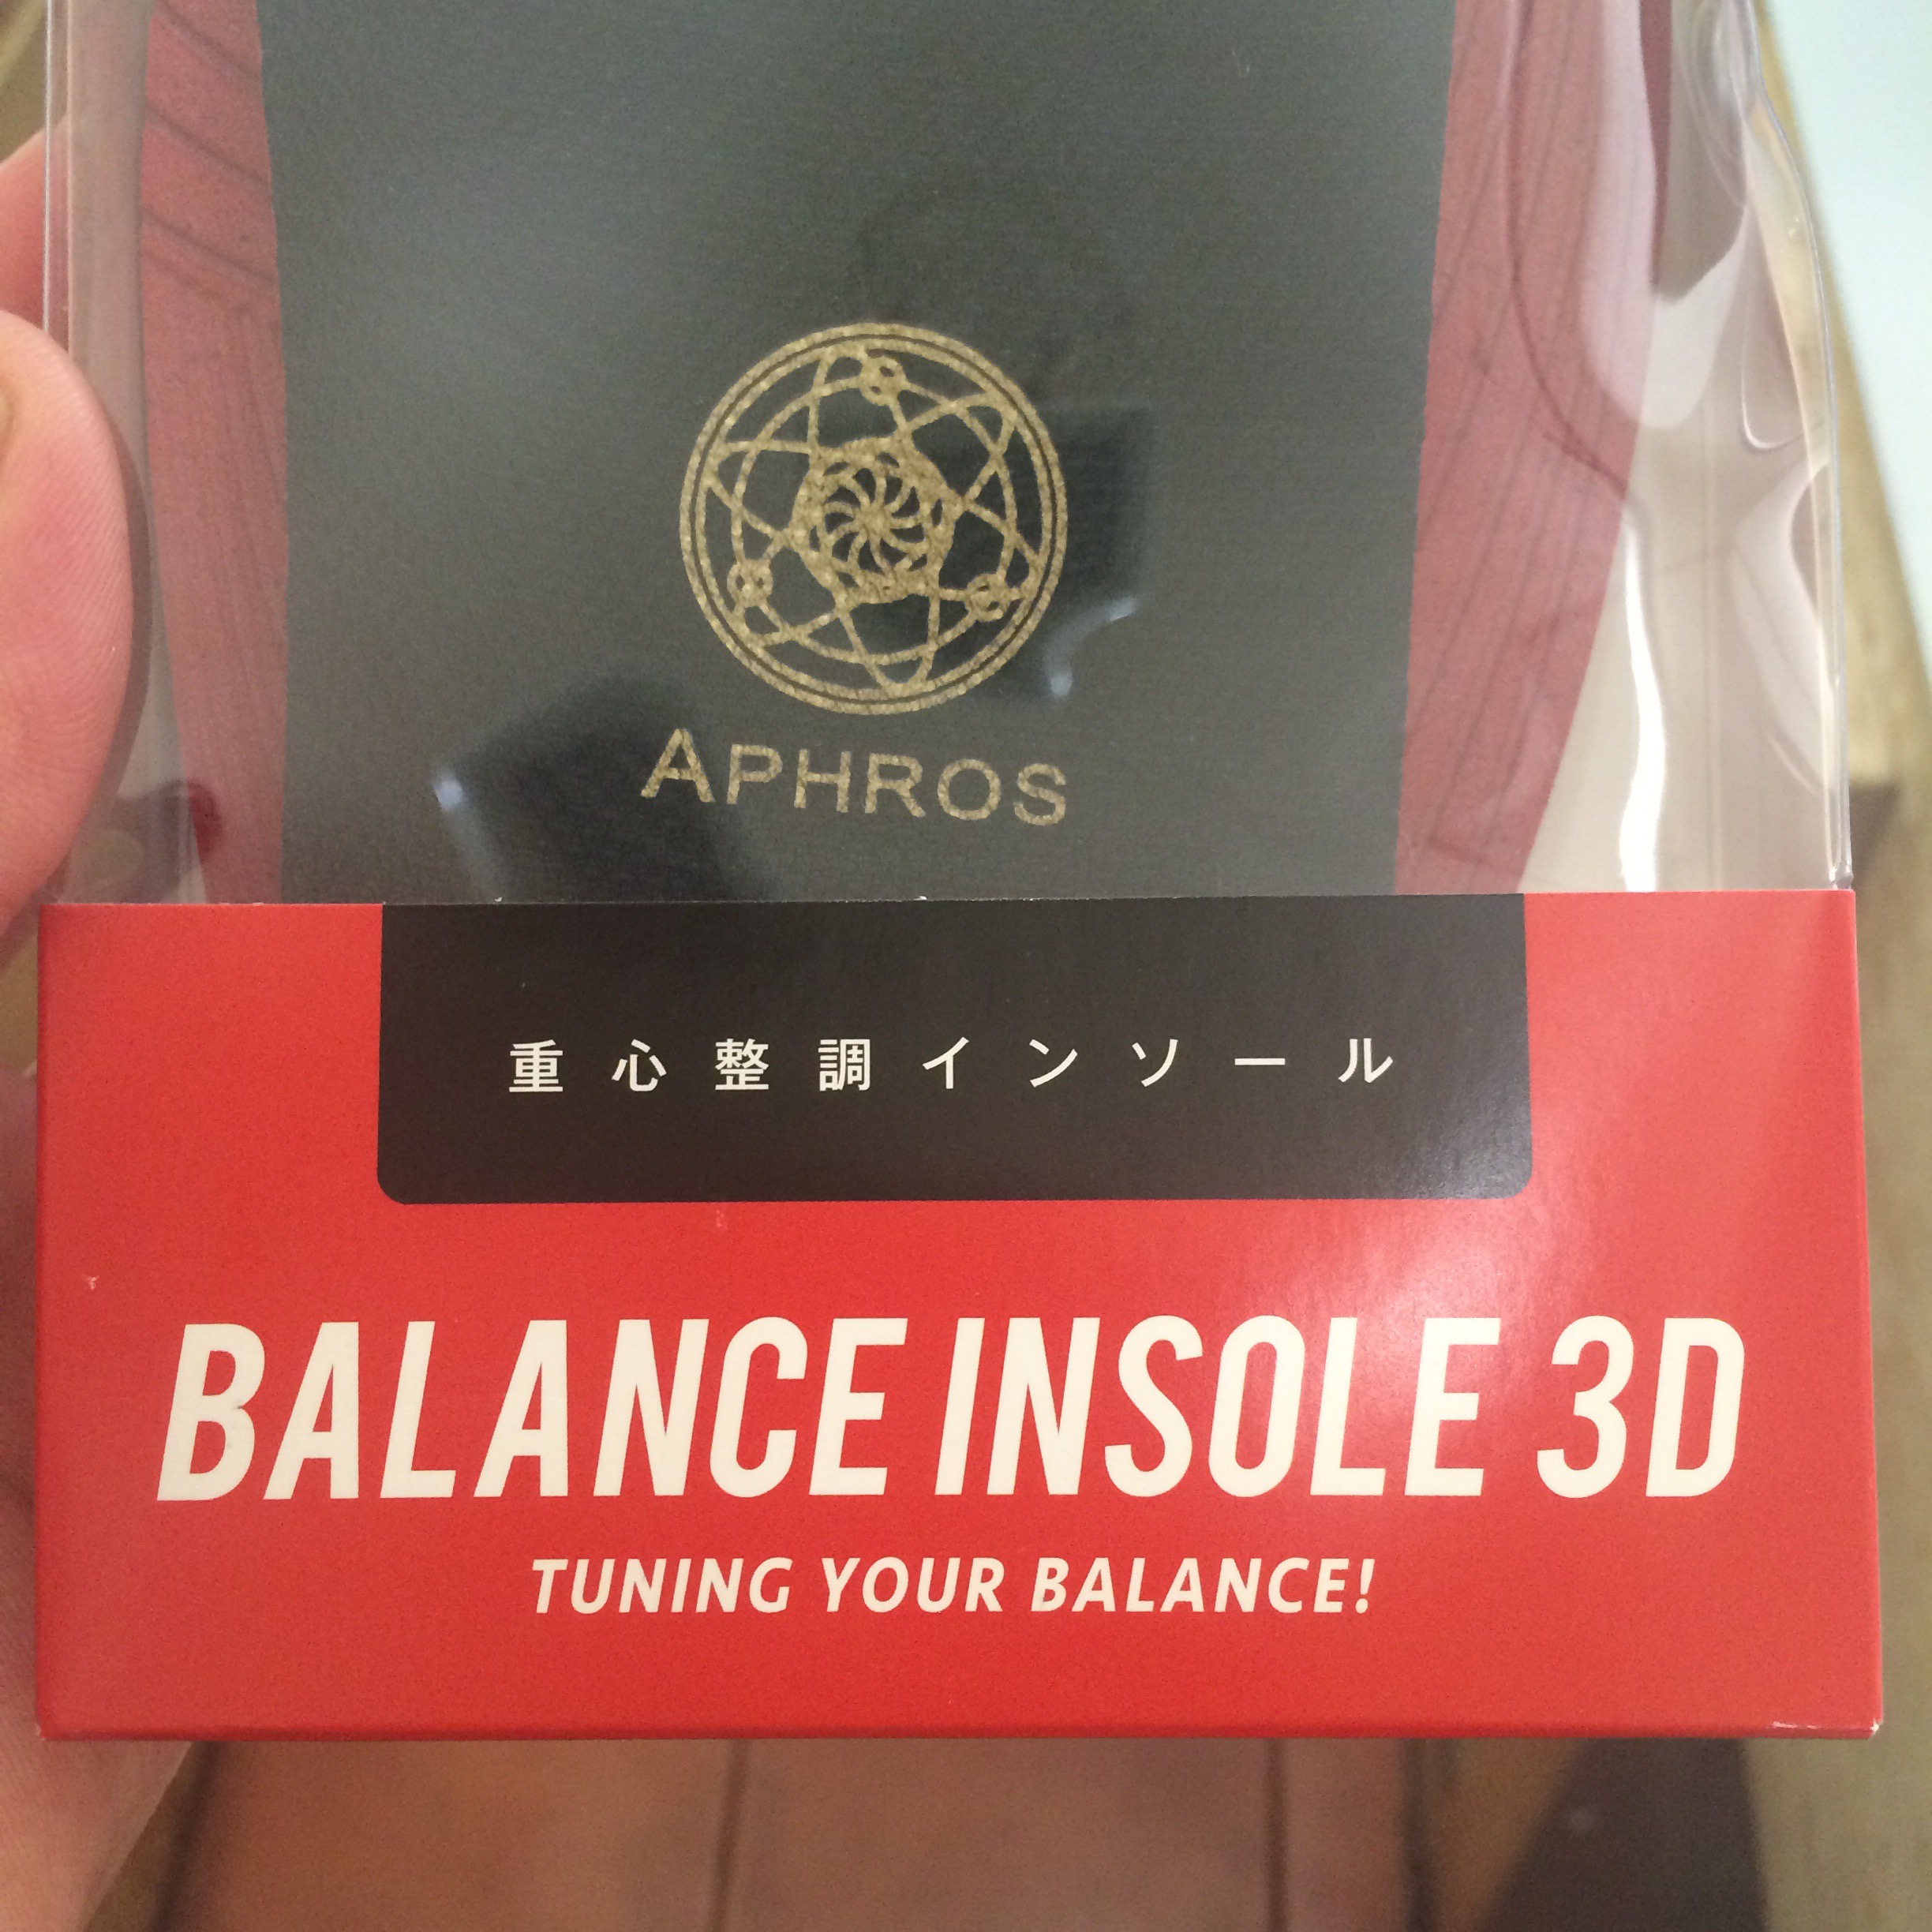 APHROS
重心整調インソール
BALANCE INSOLE 3D
TUNING YOUR BALANCE!